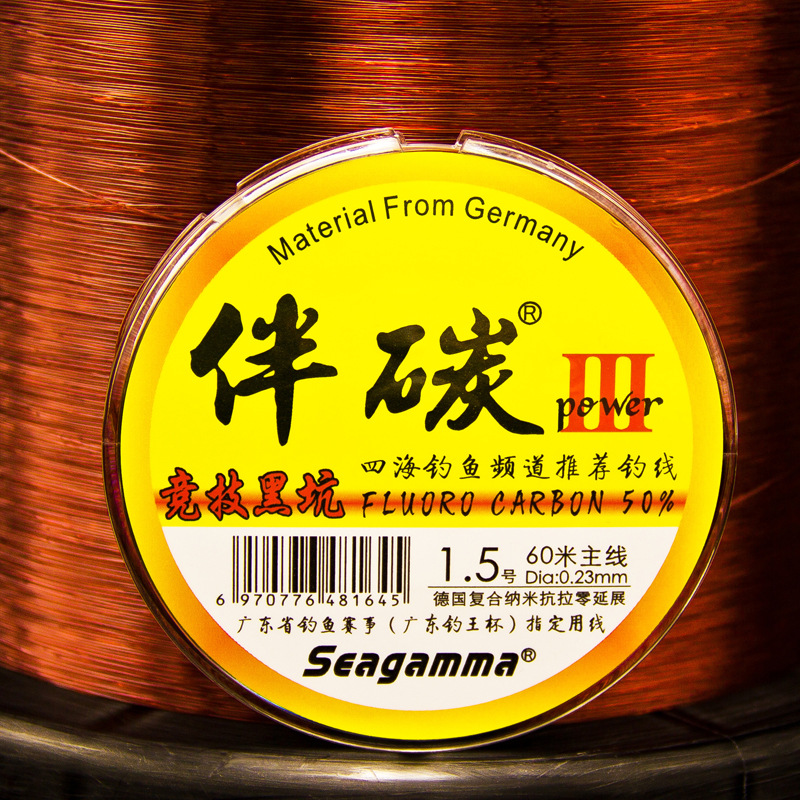 Material From Germany
伴碳®
III
power
四海钓鱼频道推荐钓线
竞技黑坑 FLUORO CARBON 50%
1.5号
60米主线
Dia:0.23mm
德国复合纳米抗拉零延展
6 970776 481645
广东省钓鱼赛事（广东钓王杯）指定用线
Seagamma®